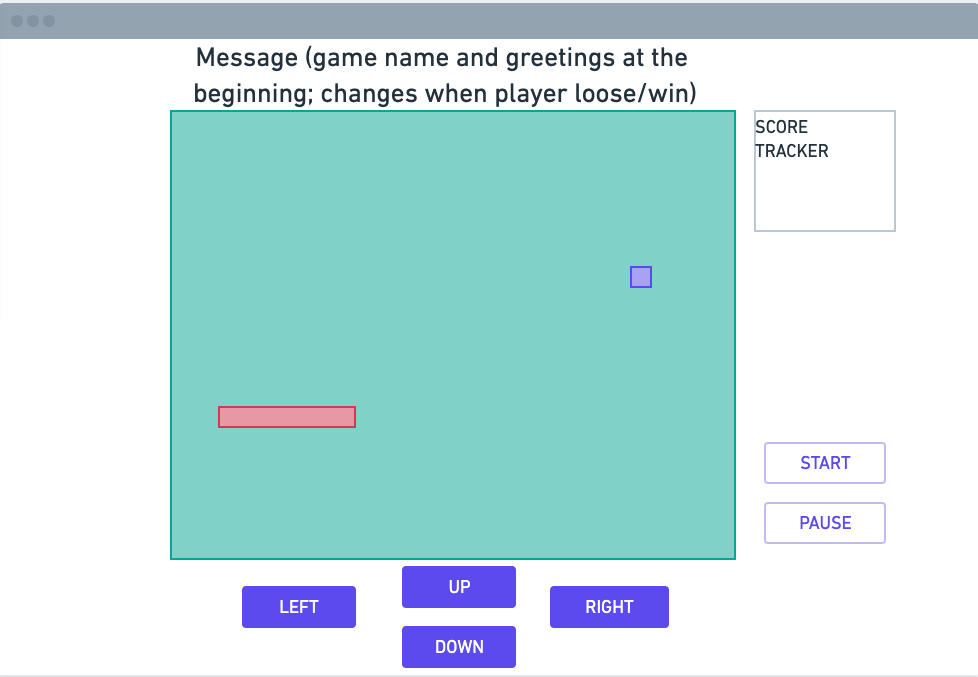 Message (game name and greetings at the
beginning; changes when player loose/win)
SCORE
TRACKER
START
PAUSE
UP
LEFT
RIGHT
DOWN